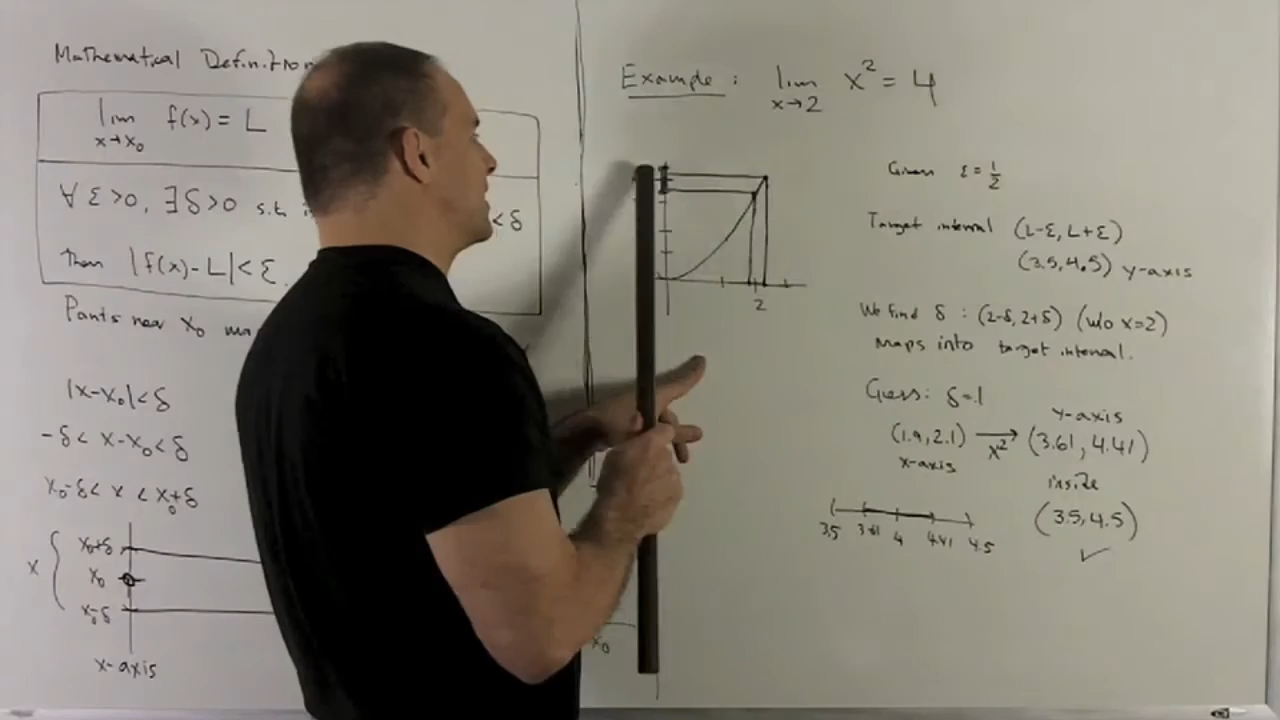 Mathematical Definition
lim f(x) = L
x→x₀
∀ ε >0, ∃ δ >0 s.t.
< δ
then |f(x)-L| < ε.
Points near x₀
|x-x₀| < δ
-δ < x-x₀ < δ
x₀-δ < x < x₀+δ
x₀+δ
x
x₀
x₀-δ
x-axis
x₀
Example: lim x² = 4
x→2
2
Given ε = 1/2
Target interval (L-ε, L+ε)
(3.5, 4.5) y-axis
We find δ : (2-δ, 2+δ) (w/o x=2)
maps into target interval.
Guess: δ=.1
y-axis
(1.9, 2.1) → (3.61, 4.41)
x²
x-axis
inside
(3.5, 4.5)
✓
3.5 3.61 4 4.41 4.5